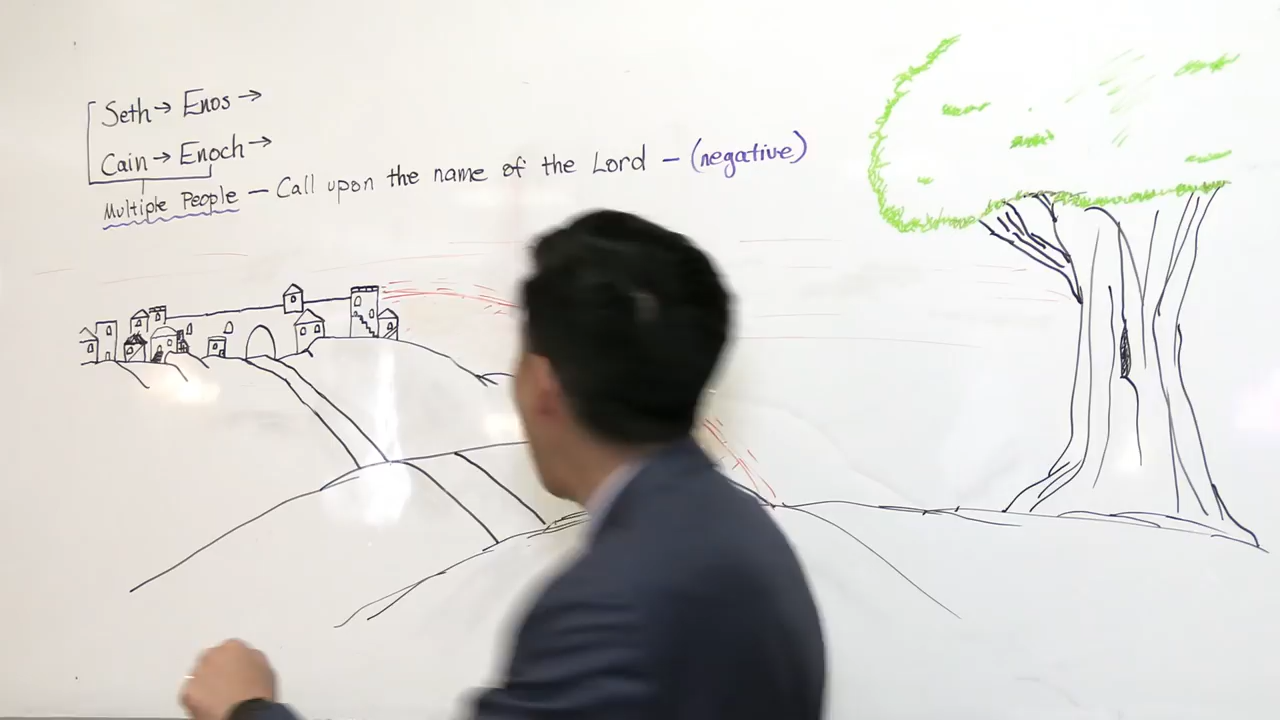 Seth → Enos →
Cain → Enoch →
Multiple People – Call upon the name of the Lord – (negative)